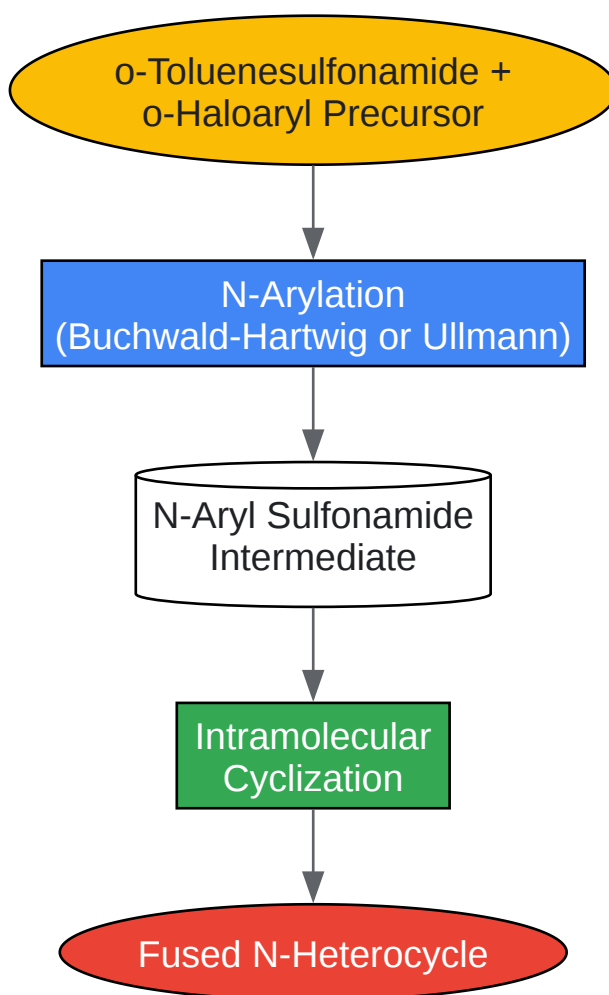 o-Toluenesulfonamide +
o-Haloaryl Precursor
N-Arylation
(Buchwald-Hartwig or Ullmann)
N-Aryl Sulfonamide
Intermediate
Intramolecular
Cyclization
Fused N-Heterocycle